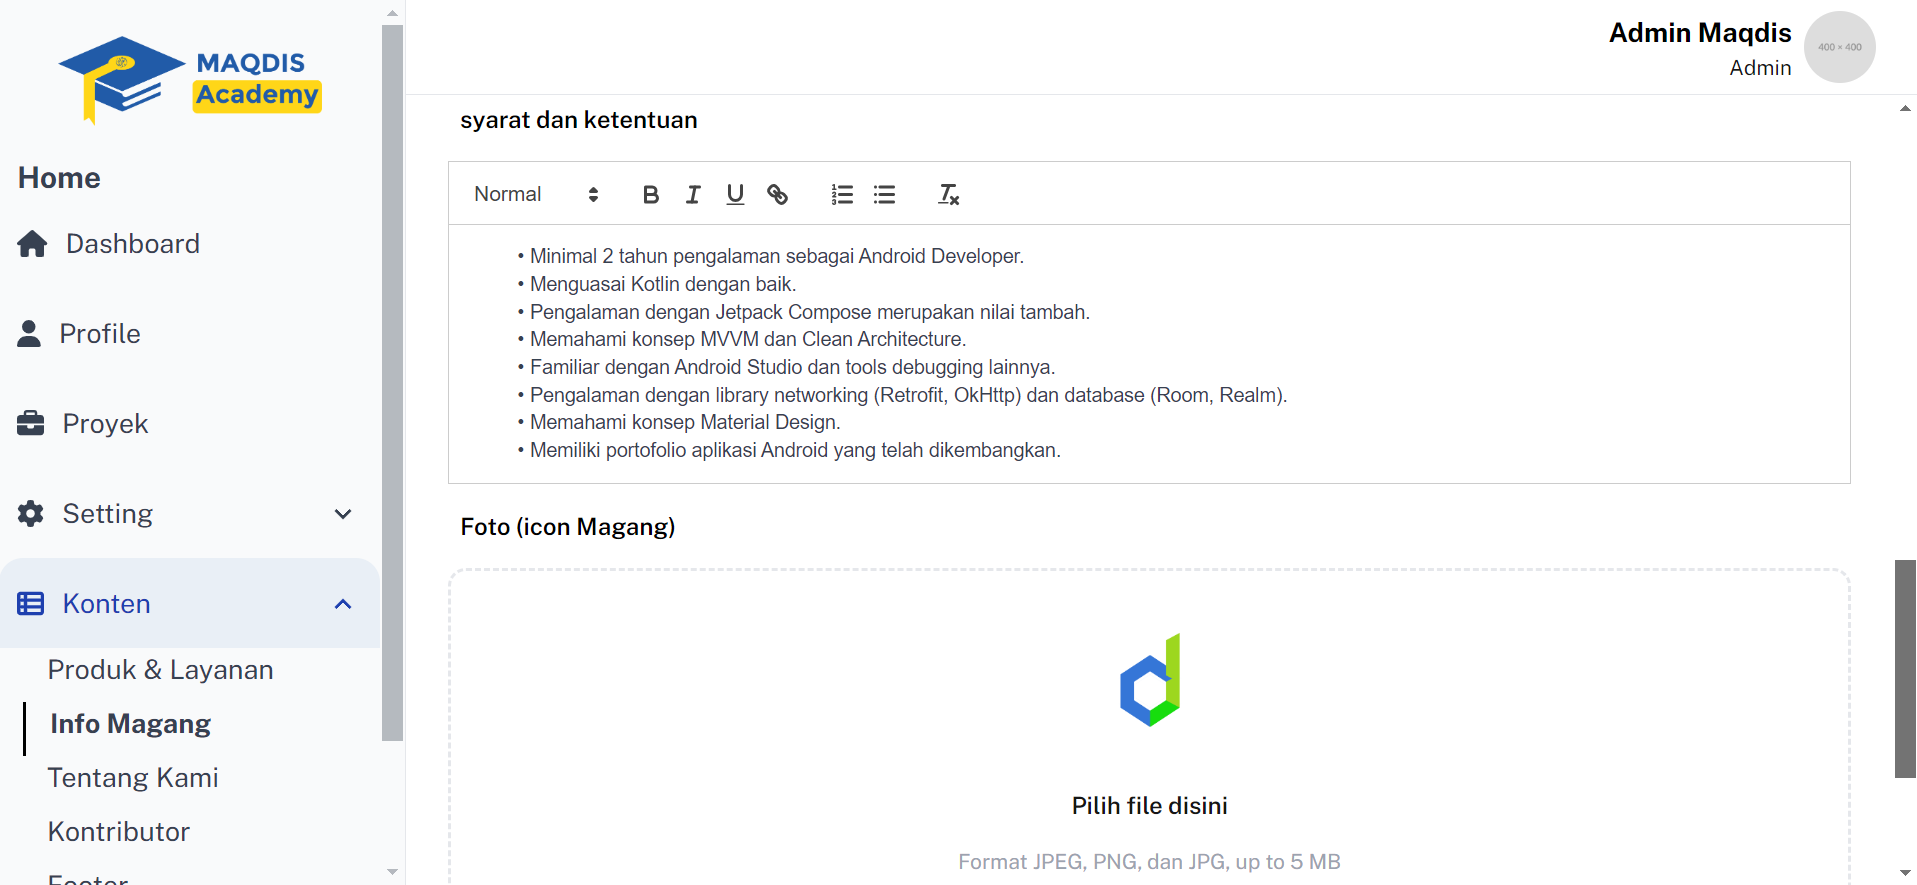 MAQDIS
Academy
Home
Dashboard
Profile
Proyek
Setting
Konten
Produk & Layanan
Info Magang
Tentang Kami
Kontributor
Footer
Admin Maqdis
Admin
400 × 400
syarat dan ketentuan
Normal
• Minimal 2 tahun pengalaman sebagai Android Developer.
• Menguasai Kotlin dengan baik.
• Pengalaman dengan Jetpack Compose merupakan nilai tambah.
• Memahami konsep MVVM dan Clean Architecture.
• Familiar dengan Android Studio dan tools debugging lainnya.
• Pengalaman dengan library networking (Retrofit, OkHttp) dan database (Room, Realm).
• Memahami konsep Material Design.
• Memiliki portofolio aplikasi Android yang telah dikembangkan.
Foto (icon Magang)
Pilih file disini
Format JPEG, PNG, dan JPG, up to 5 MB